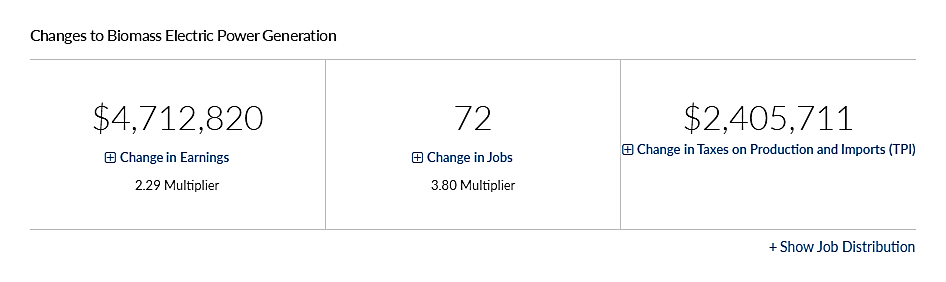 Changes to Biomass Electric Power Generation
$4,712,820
Change in Earnings
2.29 Multiplier
72
Change in Jobs
3.80 Multiplier
$2,405,711
Change in Taxes on Production and Imports (TPI)
+ Show Job Distribution